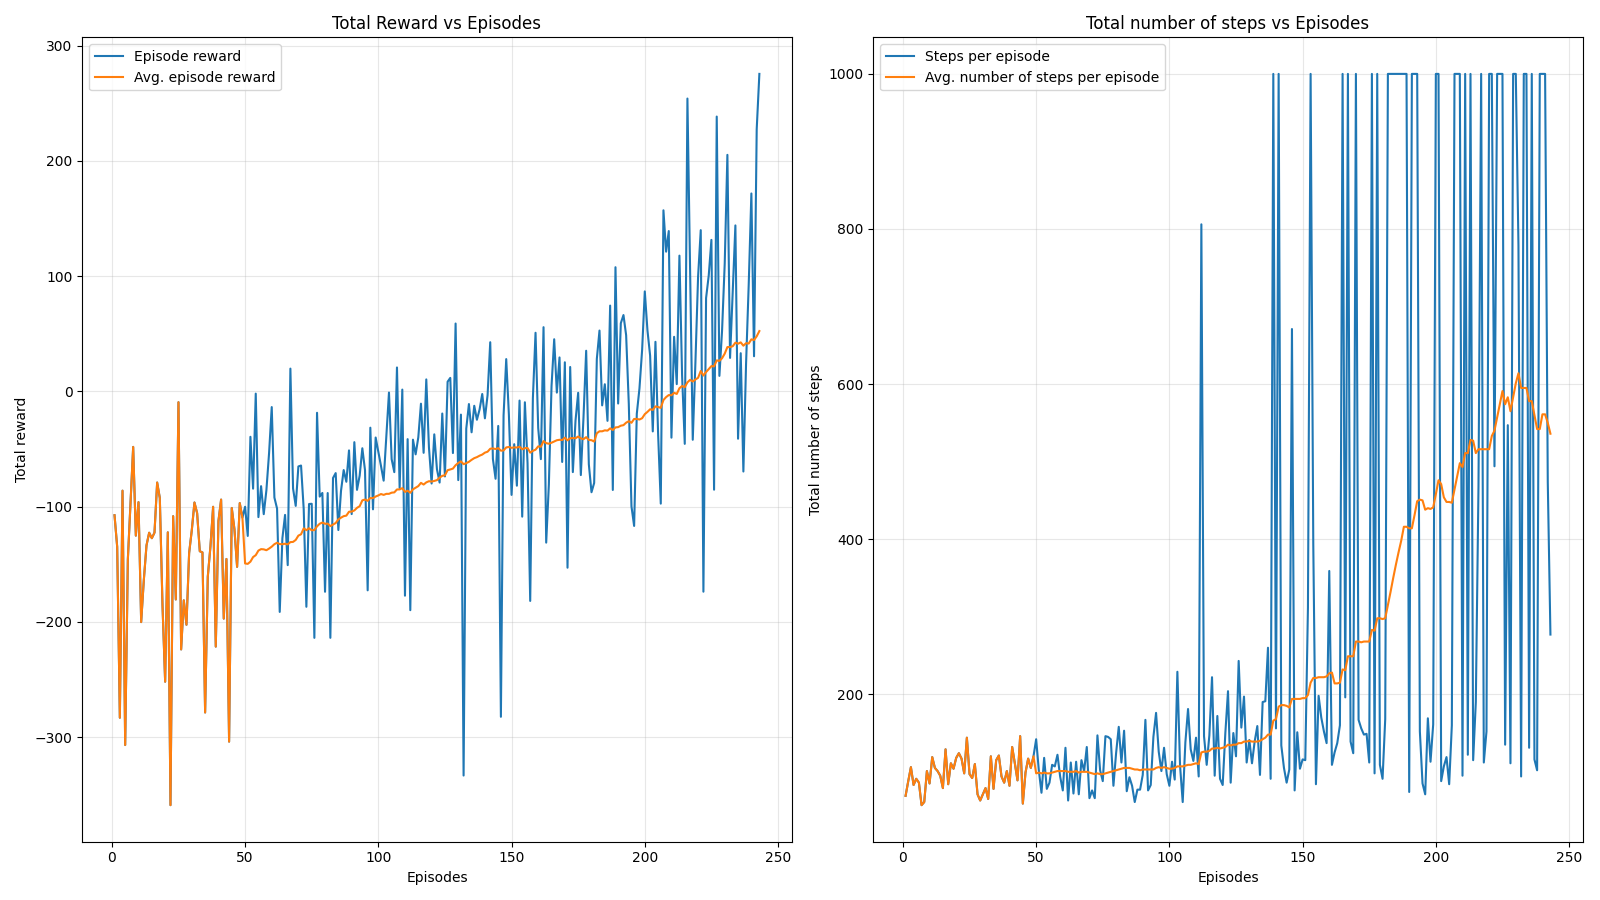 Total Reward vs Episodes
Episode reward
Avg. episode reward
300
200
100
0
−100
−200
−300
Total reward
0
50
100
150
200
250
Episodes
Total number of steps vs Episodes
Steps per episode
Avg. number of steps per episode
1000
800
600
400
200
Total number of steps
0
50
100
150
200
250
Episodes